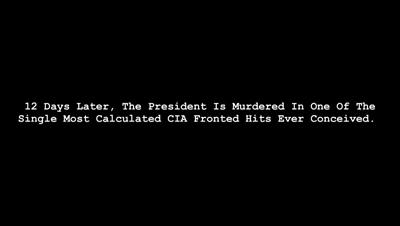 12 Days Later, The President Is Murdered In One Of The
Single Most Calculated CIA Fronted Hits Ever Conceived.